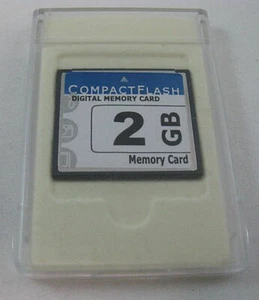 COMPACTFLASH
DIGITAL MEMORY CARD
2 GB
Memory Card